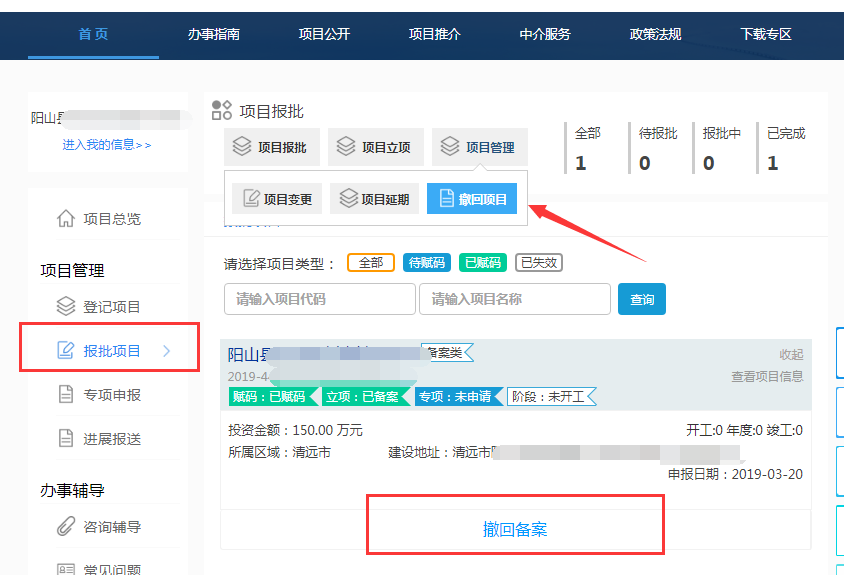 首页 办事指南 项目公开 项目推介 中介服务 政策法规 下载专区
阳山县
进入我的信息>>
项目总览
项目管理
登记项目
报批项目
专项申报
进展报送
办事辅导
咨询辅导
常见问题
项目报批
项目报批 项目立项 项目管理
全部 待报批 报批中 已完成
1 0 0 1
项目变更 项目延期 撤回项目
请选择项目类型： 全部 待赋码 已赋码 已失效
请输入项目代码 请输入项目名称 查询
阳山县 备案类 收起
2019-4 查看项目信息
赋码：已赋码 立项：已备案 专项：未申请 阶段：未开工
投资金额：150.00 万元 开工:0 年度:0 竣工:0
所属区域：清远市 建设地址：清远市
申报日期：2019-03-20
撤回备案